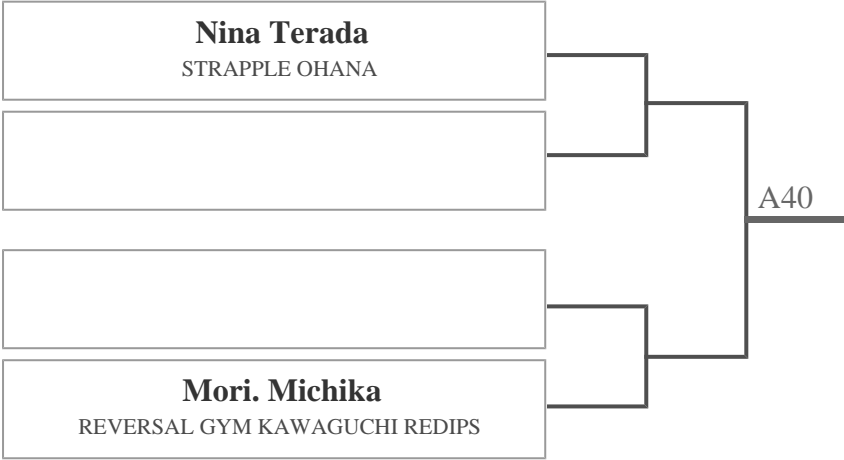 Nina Terada
STRAPPLE OHANA
A40
Mori. Michika
REVERSAL GYM KAWAGUCHI REDIPS